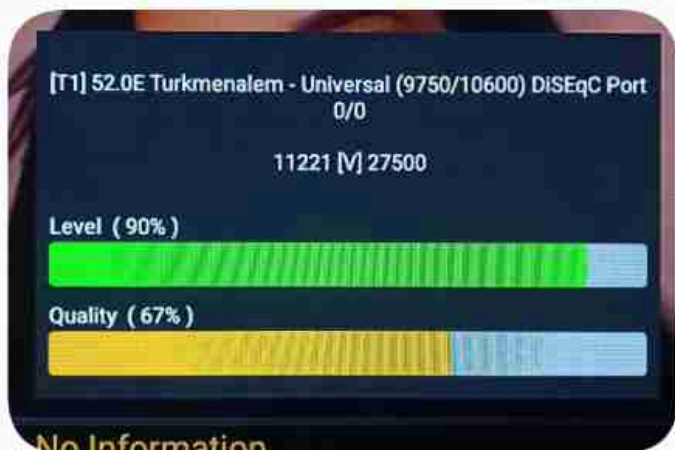 [T1] 52.0E Turkmenalem - Universal (9750/10600) DiSEqC Port
0/0
11221 [V] 27500
Level ( 90% )
Quality ( 67% )
No Information